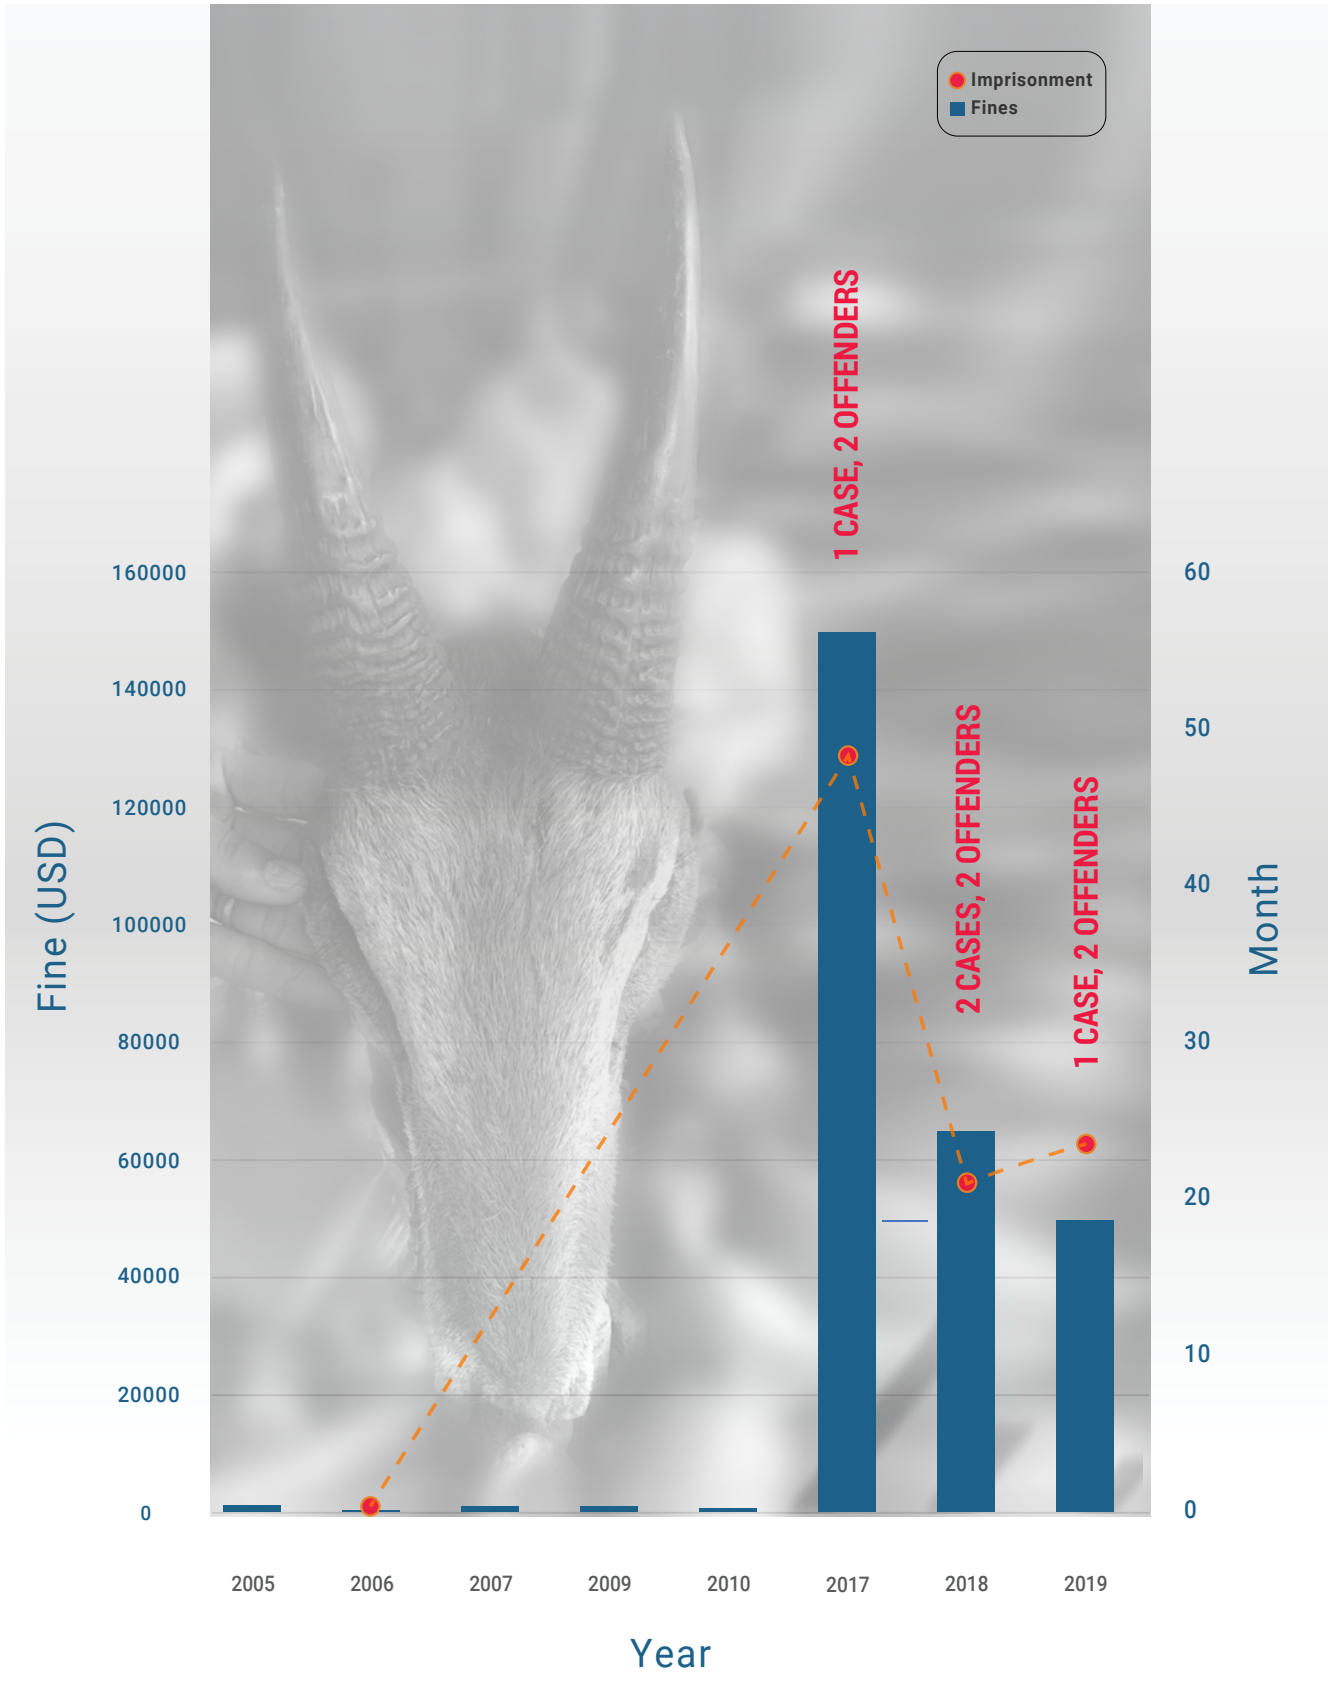 Imprisonment
Fines
1 CASE, 2 OFFENDERS
2 CASES, 2 OFFENDERS
1 CASE, 2 OFFENDERS
Fine (USD)
160000
140000
120000
100000
80000
60000
40000
20000
0
Month
60
50
40
30
20
10
0
2005 2006 2007 2009 2010 2017 2018 2019
Year